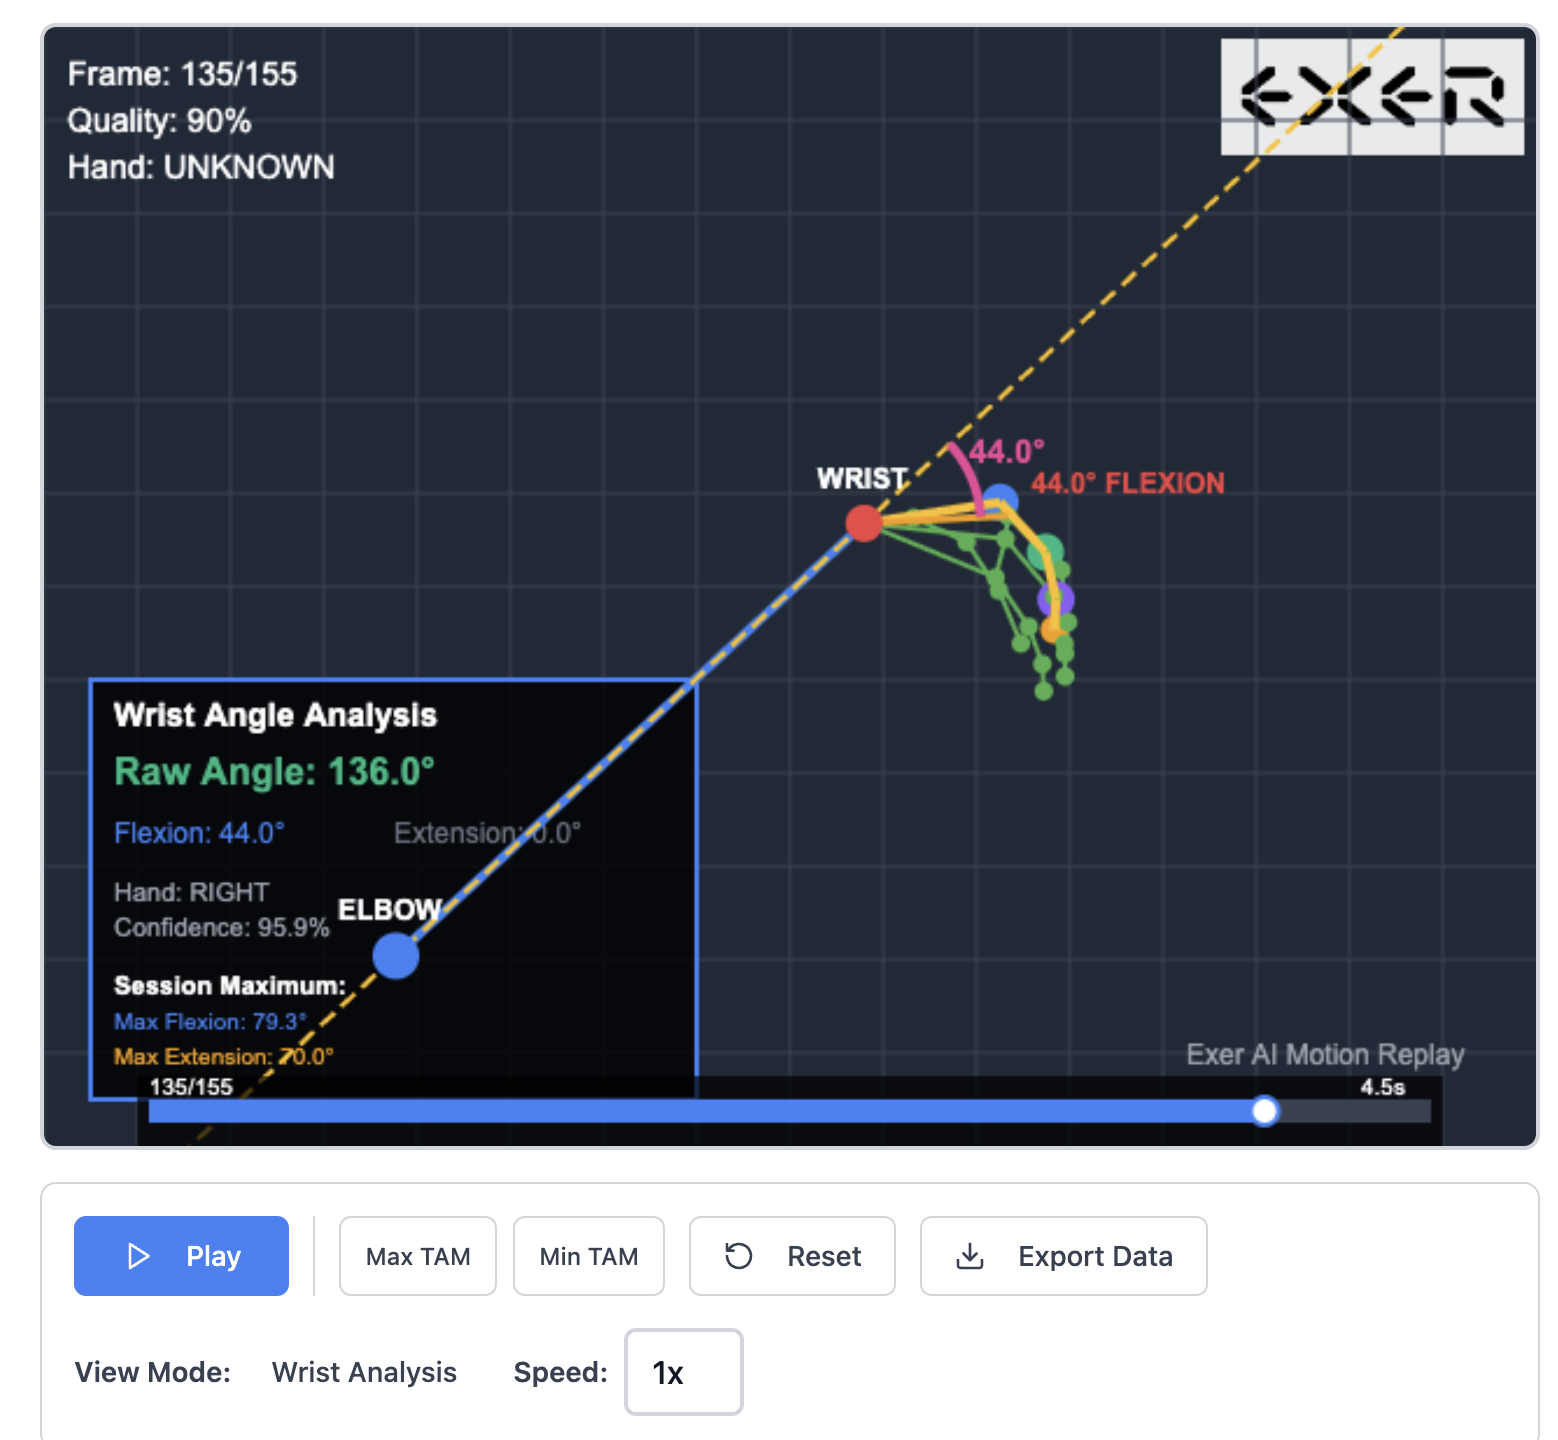 Frame: 135/155
Quality: 90%
Hand: UNKNOWN
EXER
44.0°
WRIST
44.0° FLEXION
Wrist Angle Analysis
Raw Angle: 136.0°
Flexion: 44.0° Extension: 0.0°
Hand: RIGHT
ELBOW
Confidence: 95.9%
Session Maximum:
Max Flexion: 79.3°
Max Extension: 70.0°
Exer AI Motion Replay
135/155 4.5s
Play Max TAM Min TAM Reset Export Data
View Mode: Wrist Analysis Speed: 1x